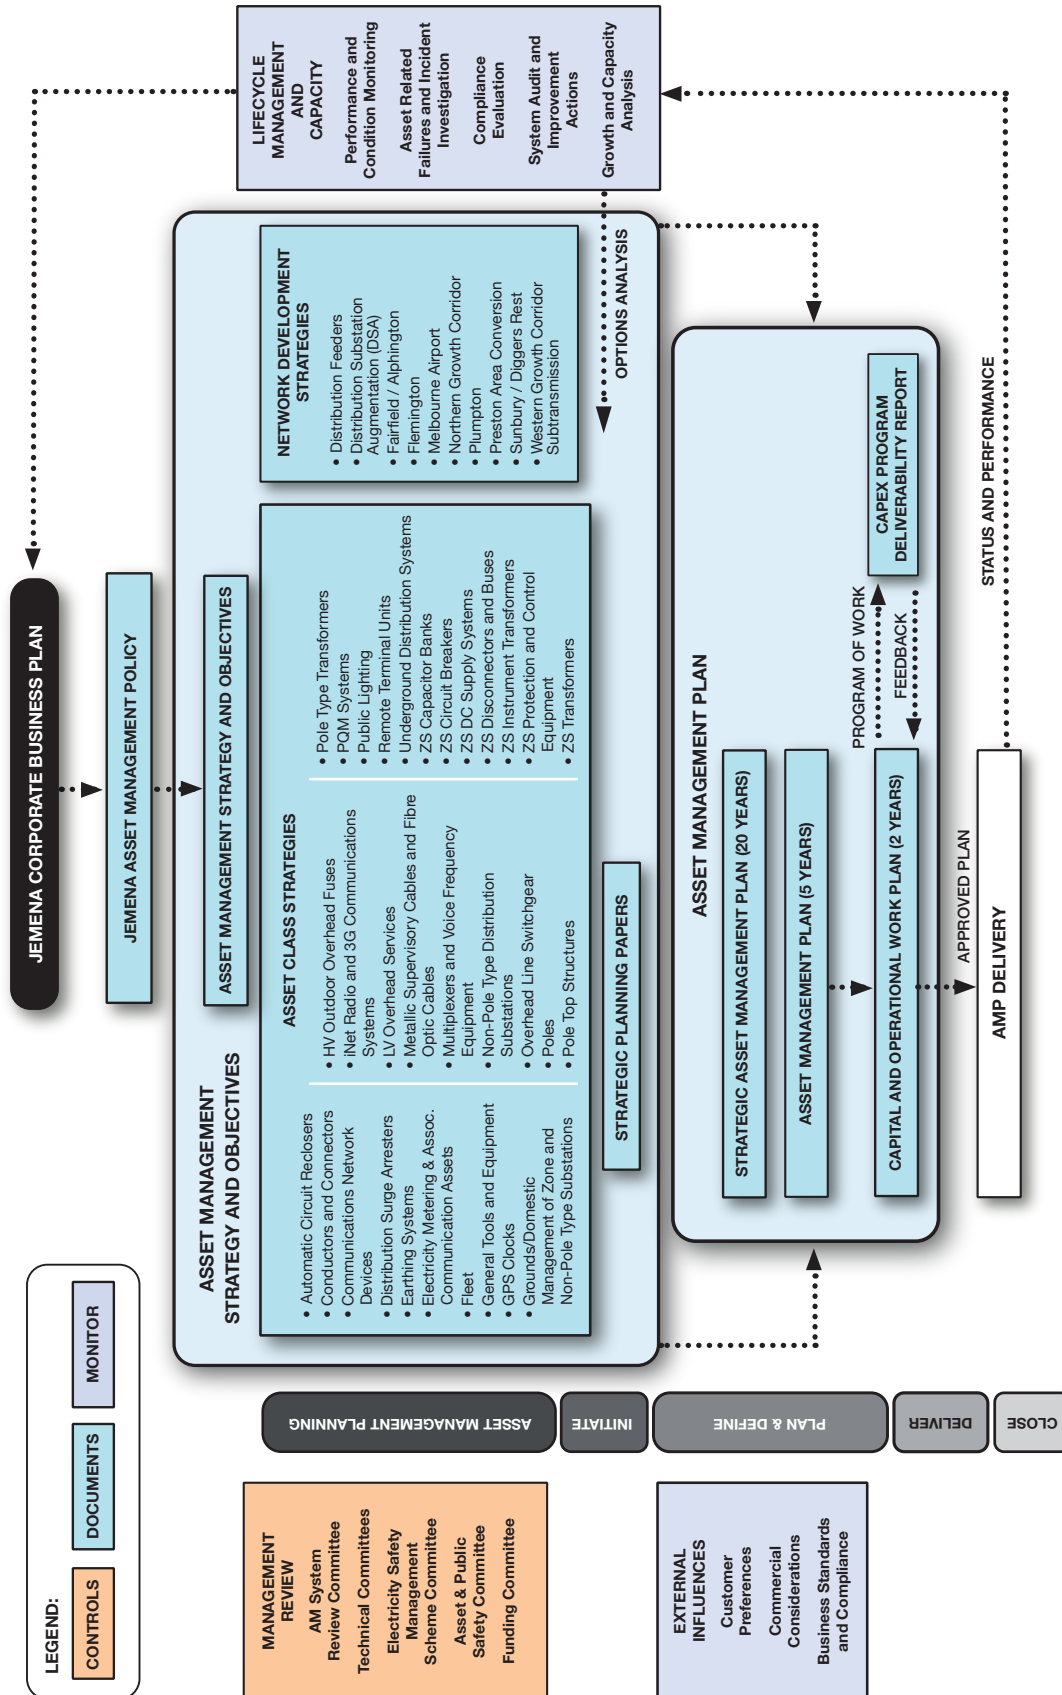 LEGEND:
CONTROLS
DOCUMENTS
MONITOR
JEMENA CORPORATE BUSINESS PLAN
JEMENA ASSET MANAGEMENT POLICY
ASSET MANAGEMENT
STRATEGY AND OBJECTIVES
ASSET MANAGEMENT STRATEGY AND OBJECTIVES
ASSET CLASS STRATEGIES
• Automatic Circuit Reclosers
• Conductors and Connectors
• Communications Network
Devices
• Distribution Surge Arresters
• Earthing Systems
• Electricity Metering & Assoc.
Communication Assets
• Fleet
• General Tools and Equipment
• GPS Clocks
• Grounds/Domestic
Management of Zone and
Non-Pole Type Substations
• HV Outdoor Overhead Fuses
• iNet Radio and 3G Communications
Systems
• LV Overhead Services
• Metallic Supervisory Cables and Fibre
Optic Cables
• Multiplexers and Voice Frequency
Equipment
• Non-Pole Type Distribution
Substations
• Overhead Line Switchgear
• Poles
• Pole Top Structures
• Pole Type Transformers
• PQM Systems
• Public Lighting
• Remote Terminal Units
• Underground Distribution Systems
• ZS Capacitor Banks
• ZS Circuit Breakers
• ZS DC Supply Systems
• ZS Disconnectors and Buses
• ZS Instrument Transformers
• ZS Protection and Control
Equipment
• ZS Transformers
NETWORK DEVELOPMENT
STRATEGIES
• Distribution Feeders
• Distribution Substation
Augmentation (DSA)
• Fairfield / Alphington
• Flemington
• Melbourne Airport
• Northern Growth Corridor
• Plumpton
• Preston Area Conversion
• Sunbury / Diggers Rest
• Western Growth Corridor
Subtransmission
STRATEGIC PLANNING PAPERS
OPTIONS ANALYSIS
LIFECYCLE
MANAGEMENT
AND
CAPACITY
Performance and
Condition Monitoring
Asset Related
Failures and Incident
Investigation
Compliance
Evaluation
System Audit and
Improvement
Actions
Growth and Capacity
Analysis
ASSET MANAGEMENT PLAN
STRATEGIC ASSET MANAGEMENT PLAN (20 YEARS)
ASSET MANAGEMENT PLAN (5 YEARS)
CAPITAL AND OPERATIONAL WORK PLAN (2 YEARS)
PROGRAM OF WORK
FEEDBACK
CAPEX PROGRAM
DELIVERABILITY REPORT
APPROVED PLAN
AMP DELIVERY
STATUS AND PERFORMANCE
ASSET MANAGEMENT PLANNING
INITIATE
PLAN & DEFINE
DELIVER
CLOSE
MANAGEMENT
REVIEW
AM System
Review Committee
Technical Committees
Electricity Safety
Management
Scheme Committee
Asset & Public
Safety Committee
Funding Committee
EXTERNAL
INFLUENCES
Customer
Preferences
Commercial
Considerations
Business Standards
and Compliance